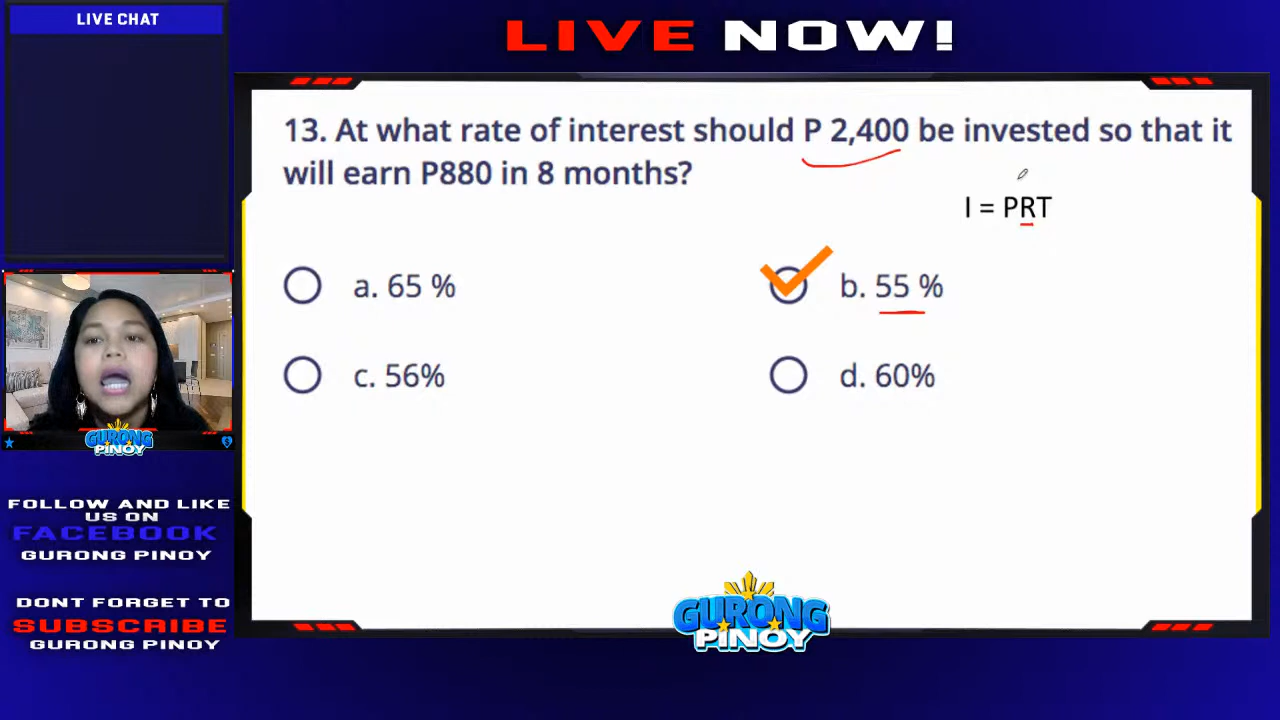 LIVE CHAT
LIVE NOW!
13. At what rate of interest should P 2,400 be invested so that it
will earn P880 in 8 months?
I = PRT
a. 65 %
b. 55 %
c. 56%
d. 60%
GURONG
PINOY
FOLLOW AND LIKE
US ON
FACEBOOK
GURONG PINOY
DONT FORGET TO
SUBSCRIBE
GURONG PINOY
GURONG
PINOY